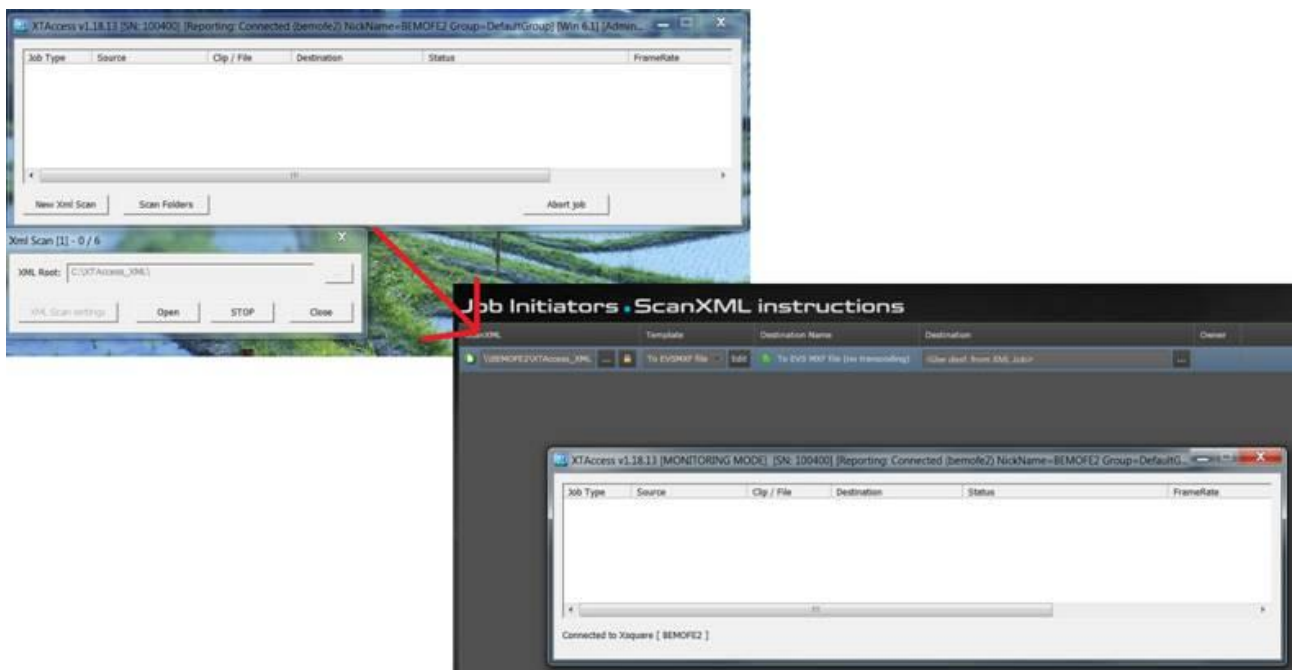 XTAccess v1.18.13 [SN: 100400] [Reporting: Connected (bemofe2) NickName=BEMOFE2 Group=DefaultGroup] [Win 6.1] [Admin...
Job Type Source Clip / File Destination Status FrameRate
New Xml Scan Scan Folders Abort job
Xml Scan [1] - 0 / 6
XML Root: C:\XTAccess_XML\ ...
XML Scan settings Open STOP Close
Job Initiators ScanXML instructions
ScanXML Template Destination Name Destination Owner
\\BEMOFE2\XTAccess_XML ... To EVSMXF file Edit To EVS MXF file (no transcoding) <Use dest. from XML Job> ...
XTAccess v1.18.13 [MONITORING MODE] [SN: 100400] [Reporting: Connected (bemofe2) NickName=BEMOFE2 Group=DefaultG...
Job Type Source Clip / File Destination Status FrameRate
Connected to Xsquare [ BEMOFE2 ]